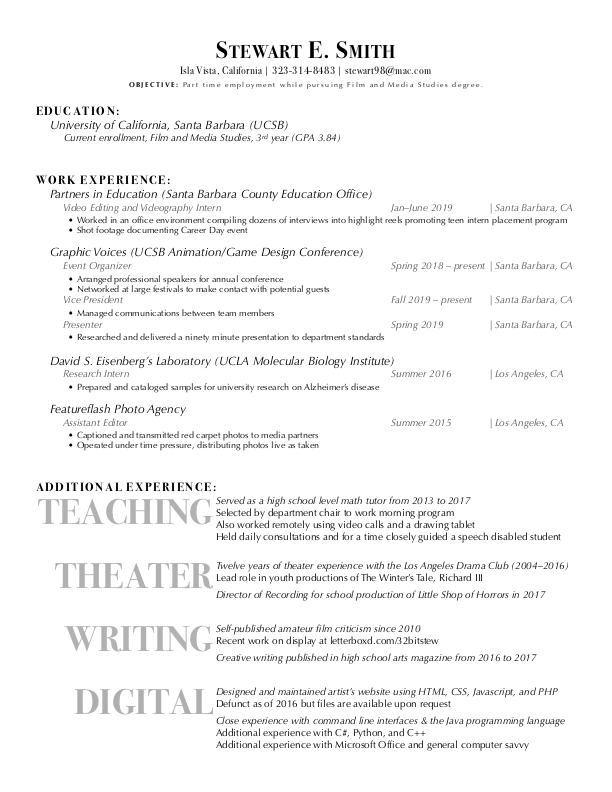 STEWART E. SMITH
Isla Vista, California | 323-314-8483 | stewart98@mac.com
OBJECTIVE: Part time employment while pursuing Film and Media Studies degree.
EDUCATION:
University of California, Santa Barbara (UCSB)
Current enrollment, Film and Media Studies, 3rd year (GPA 3.84)
WORK EXPERIENCE:
Partners in Education (Santa Barbara County Education Office)
Video Editing and Videography Intern Jan–June 2019 | Santa Barbara, CA
• Worked in an office environment compiling dozens of interviews into highlight reels promoting teen intern placement program
• Shot footage documenting Career Day event
Graphic Voices (UCSB Animation/Game Design Conference)
Event Organizer Spring 2018 – present | Santa Barbara, CA
• Arranged professional speakers for annual conference
• Networked at large festivals to make contact with potential guests
Vice President Fall 2019 – present | Santa Barbara, CA
• Managed communications between team members
Presenter Spring 2019 | Santa Barbara, CA
• Researched and delivered a ninety minute presentation to department standards
David S. Eisenberg's Laboratory (UCLA Molecular Biology Institute)
Research Intern Summer 2016 | Los Angeles, CA
• Prepared and cataloged samples for university research on Alzheimer's disease
Featureflash Photo Agency
Assistant Editor Summer 2015 | Los Angeles, CA
• Captioned and transmitted red carpet photos to media partners
• Operated under time pressure, distributing photos live as taken
ADDITIONAL EXPERIENCE:
TEACHING
Served as a high school level math tutor from 2013 to 2017
Selected by department chair to work morning program
Also worked remotely using video calls and a drawing tablet
Held daily consultations and for a time closely guided a speech disabled student
THEATER
Twelve years of theater experience with the Los Angeles Drama Club (2004–2016)
Lead role in youth productions of The Winter's Tale, Richard III
Director of Recording for school production of Little Shop of Horrors in 2017
WRITING
Self-published amateur film criticism since 2010
Recent work on display at letterboxd.com/32bitstew
Creative writing published in high school arts magazine from 2016 to 2017
DIGITAL
Designed and maintained artist's website using HTML, CSS, Javascript, and PHP
Defunct as of 2016 but files are available upon request
Close experience with command line interfaces & the Java programming language
Additional experience with C#, Python, and C++
Additional experience with Microsoft Office and general computer savvy